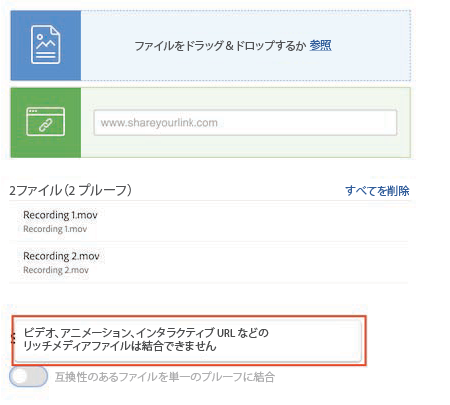 ファイルをドラッグ＆ドロップするか 参照
www.shareyourlink.com
2ファイル（2 プルーフ）
すべてを削除
Recording 1.mov
Recording 1.mov
Recording 2.mov
Recording 2.mov
ビデオ、アニメーション、インタラクティブ URL などの
リッチメディアファイルは結合できません
互換性のあるファイルを単一のプルーフに結合